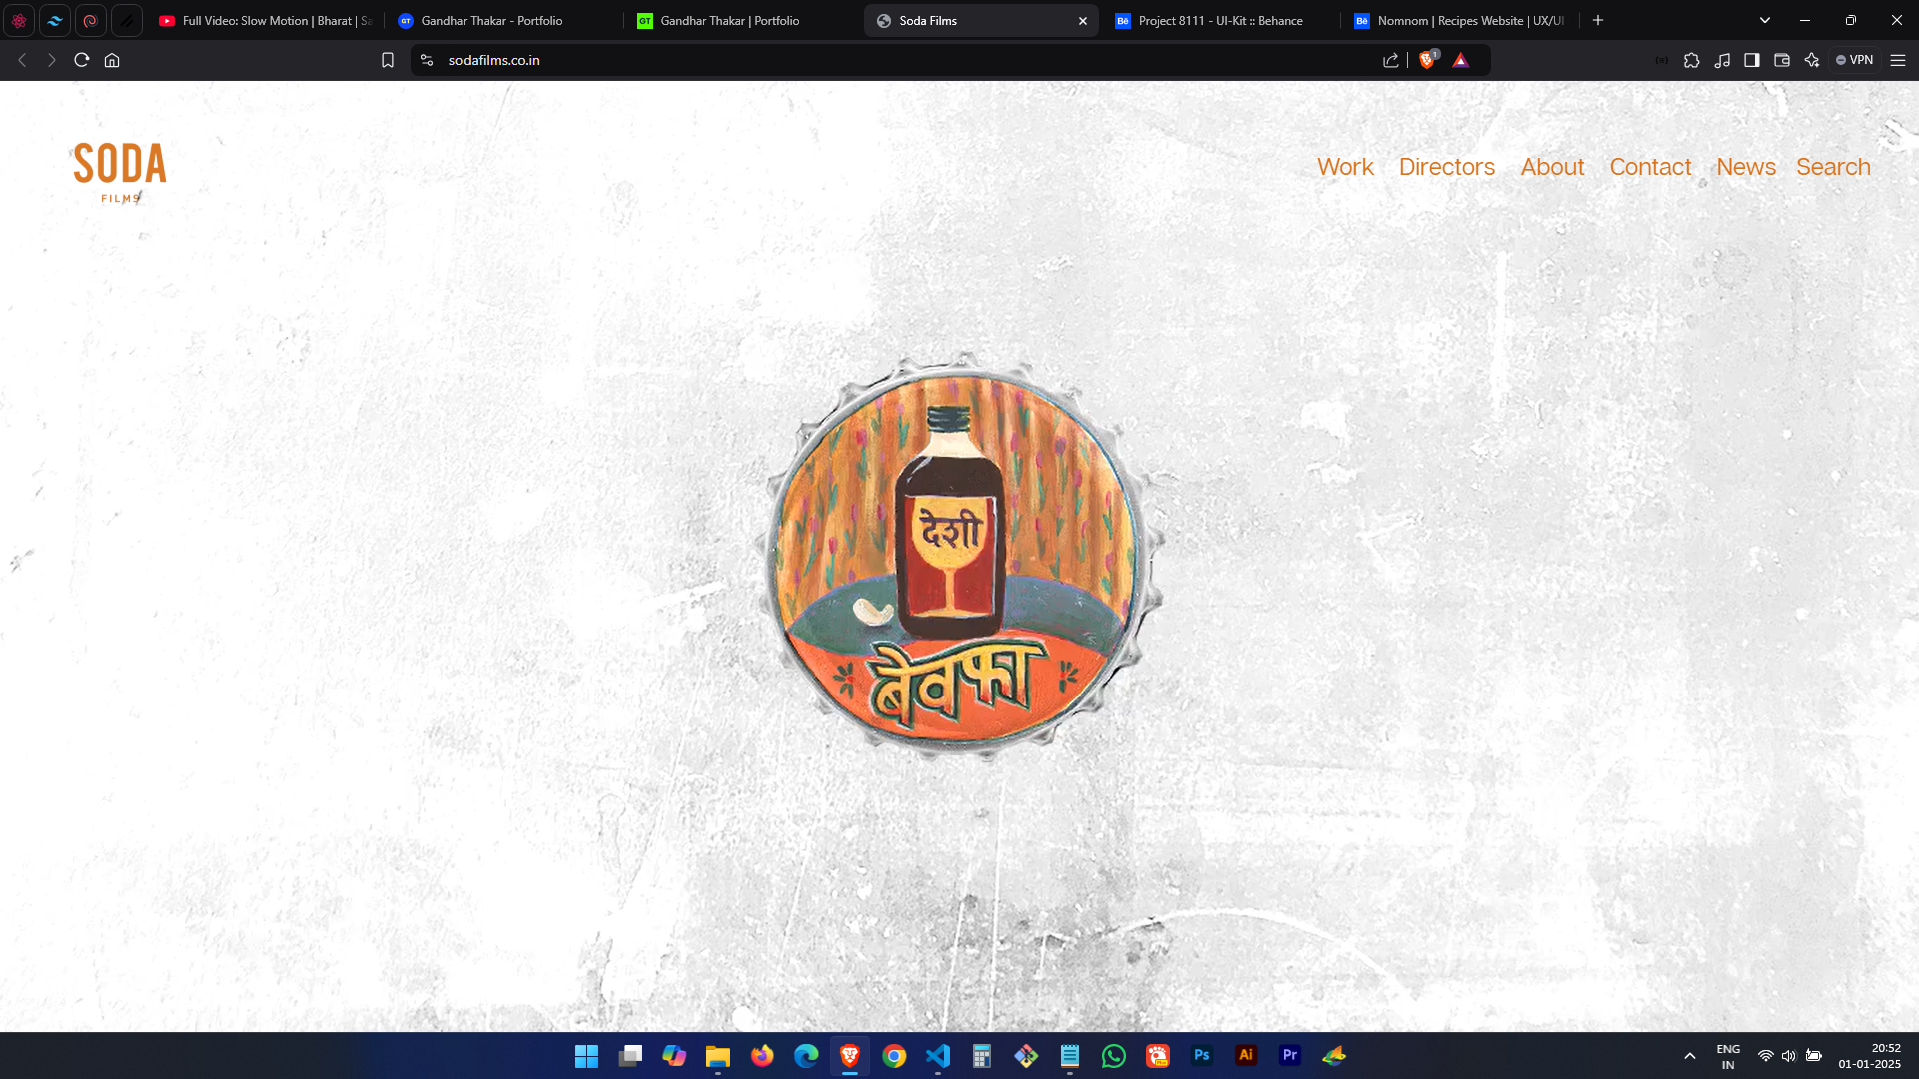 Full Video: Slow Motion | Bharat | Sa
Gandhar Thakar - Portfolio
Gandhar Thakar | Portfolio
Soda Films
Project 8111 - UI-Kit :: Behance
Nomnom | Recipes Website | UX/UI
sodafilms.co.in
1
VPN
SODA
FILMS
Work Directors About Contact News Search
देशी
बेवफा
ENG
IN
20:52
01-01-2025